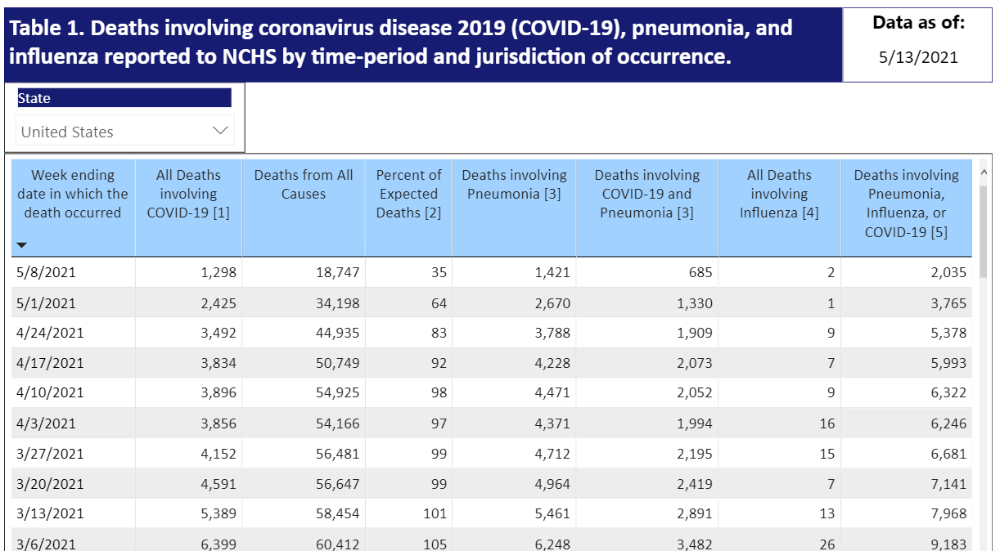 Table 1. Deaths involving coronavirus disease 2019 (COVID-19), pneumonia, and
influenza reported to NCHS by time-period and jurisdiction of occurrence.
Data as of:
5/13/2021
State
United States
Week ending
date in which the
death occurred
All Deaths
involving
COVID-19 [1]
Deaths from All
Causes
Percent of
Expected
Deaths [2]
Deaths involving
Pneumonia [3]
Deaths involving
COVID-19 and
Pneumonia [3]
All Deaths
involving
Influenza [4]
Deaths involving
Pneumonia,
Influenza, or
COVID-19 [5]
5/8/2021 1,298 18,747 35 1,421 685 2 2,035
5/1/2021 2,425 34,198 64 2,670 1,330 1 3,765
4/24/2021 3,492 44,935 83 3,788 1,909 9 5,378
4/17/2021 3,834 50,749 92 4,228 2,073 7 5,993
4/10/2021 3,896 54,925 98 4,471 2,052 9 6,322
4/3/2021 3,856 54,166 97 4,371 1,994 16 6,246
3/27/2021 4,152 56,481 99 4,712 2,195 15 6,681
3/20/2021 4,591 56,647 99 4,964 2,419 7 7,141
3/13/2021 5,389 58,454 101 5,461 2,891 13 7,968
3/6/2021 6,399 60,412 105 6,248 3,482 26 9,183